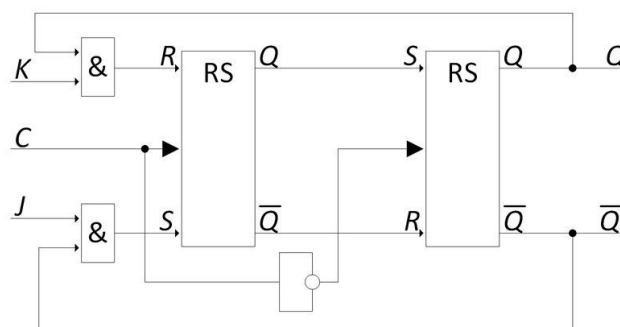 K & R RS Q S RS Q Q
C
J & S Q̅ R Q̅ Q̅